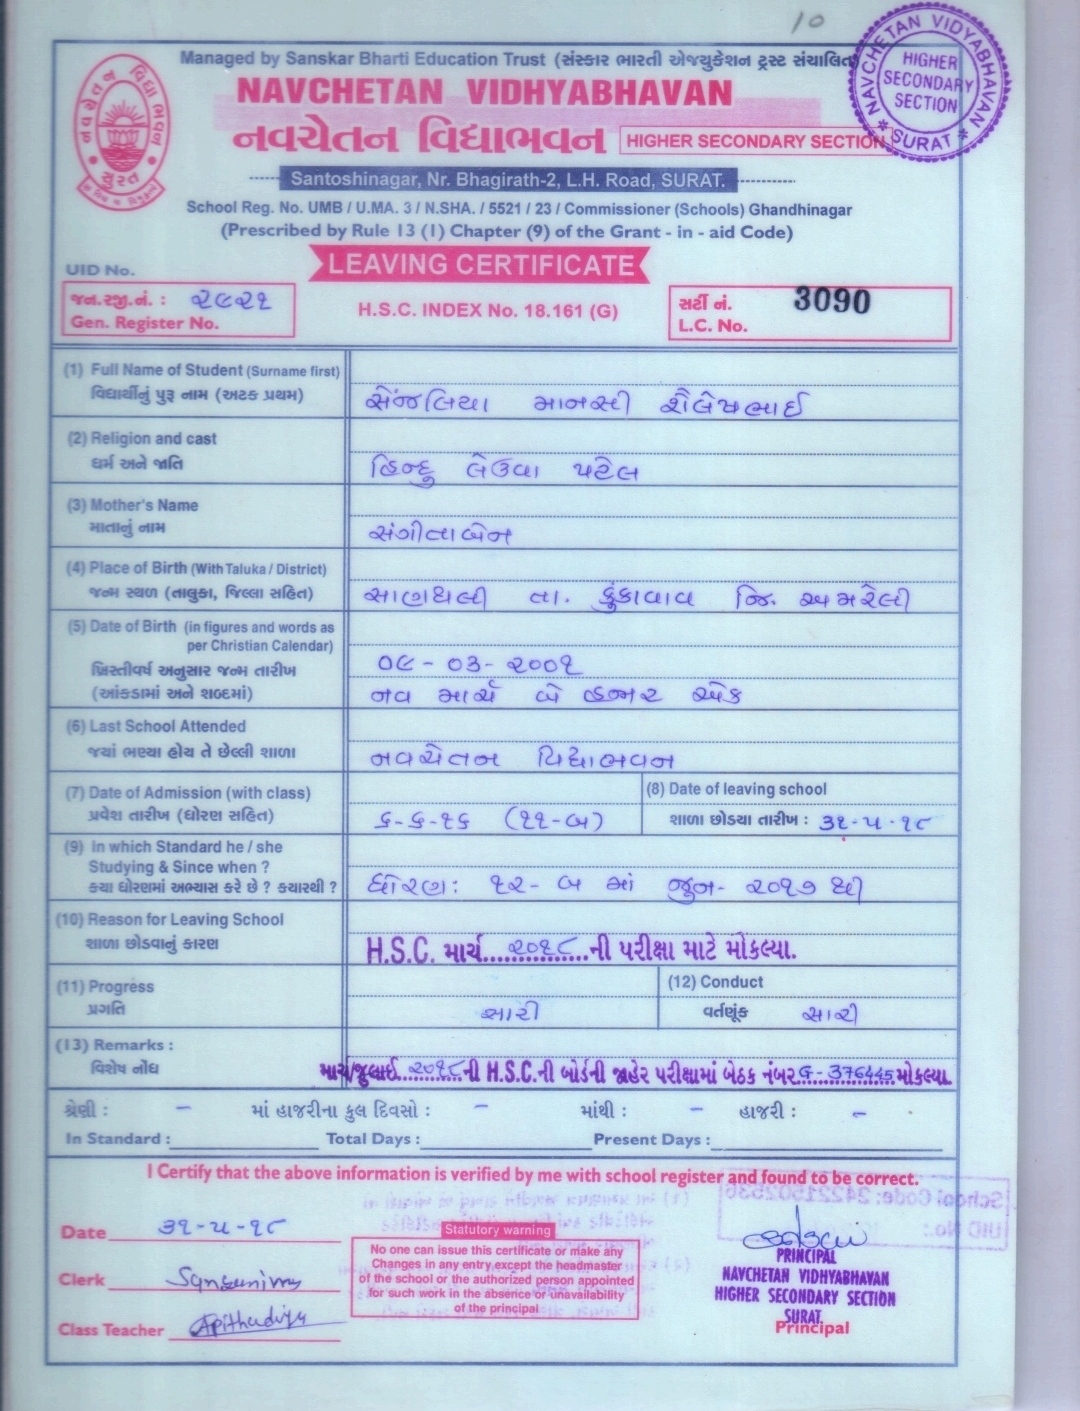 10
Managed by Sanskar Bharti Education Trust (સંસ્કાર ભારતી એજ્યુકેશન ટ્રસ્ટ સંચાલિત
NAVCHETAN VIDHYABHAVAN
નવચેતન વિદ્યાભવન HIGHER SECONDARY SECTION
NAVCHETAN VIDYABHAVAN * SURAT *
HIGHER SECONDARY SECTION
નવચેતન વિદ્યા ભવન
સુરત
Santoshinagar, Nr. Bhagirath-2, L.H. Road, SURAT.
School Reg. No. UMB / U.MA. 3 / N.SHA. / 5521 / 23 / Commissioner (Schools) Ghandhinagar
(Prescribed by Rule 13 (1) Chapter (9) of the Grant - in - aid Code)
LEAVING CERTIFICATE
UID No.
જન.રજી.નં. : ૨૯૨૧
Gen. Register No.
H.S.C. INDEX No. 18.161 (G)
સર્ટી નં. 3090
L.C. No.
(1) Full Name of Student (Surname first)
વિદ્યાર્થીનું પુરૂ નામ (અટક પ્રથમ) સેંજલિયા માનસી શૈલેષભાઈ
(2) Religion and cast
ધર્મ અને જાતિ હિન્દુ લેઉવા પટેલ
(3) Mother's Name
માતાનું નામ સંગીતાબેન
(4) Place of Birth (With Taluka / District)
જન્મ સ્થળ (તાલુકા, જિલ્લા સહિત) સાણથલી તા. કુંકાવાવ જિ. અમરેલી
(5) Date of Birth (in figures and words as
per Christian Calendar)
ખ્રિસ્તીવર્ષ અનુસાર જન્મ તારીખ ૦૯ - ૦૩ - ૨૦૦૧
(આંકડામાં અને શબ્દમાં) નવ માર્ચ બે હજાર એક
(6) Last School Attended
જ્યાં ભણ્યા હોય તે છેલ્લી શાળા નવચેતન વિદ્યાભવન
(7) Date of Admission (with class)
પ્રવેશ તારીખ (ધોરણ સહિત) ૬-૬-૧૬ (૧૧-બ)
(8) Date of leaving school
શાળા છોડ્યા તારીખ : ૩૧-૫-૧૮
(9) In which Standard he / she
Studying & Since when ?
ક્યા ધોરણમાં અભ્યાસ કરે છે ? ક્યારથી ? ધોરણ: ૧૨- બ માં જૂન- ૨૦૧૭ થી
(10) Reason for Leaving School
શાળા છોડવાનું કારણ H.S.C. માર્ચ ૨૦૧૮ ની પરીક્ષા માટે મોકલ્યા.
(11) Progress
પ્રગતિ સારી
(12) Conduct
વર્તણૂંક સારી
(13) Remarks :
વિશેષ નોંધ માર્ચ/જુલાઈ ૨૦૧૮ ની H.S.C.ની બોર્ડની જાહેર પરીક્ષામાં બેઠક નંબર G-376445 મોકલ્યા.
શ્રેણી : - માં હાજરીના કુલ દિવસો : - માંથી : - હાજરી : -
In Standard : Total Days : Present Days :
I Certify that the above information is verified by me with school register and found to be correct.
School Code: 24221502536
UID No.:
Date ૩૧-૫-૧૮
Statutory warning
No one can issue this certificate or make any
Changes in any entry except the headmaster
of the school or the authorized person appointed
for such work in the absence or unavailability
of the principal
Clerk
Class Teacher
PRINCIPAL
NAVCHETAN VIDHYABHAVAN
HIGHER SECONDARY SECTION
SURAT.
Principal